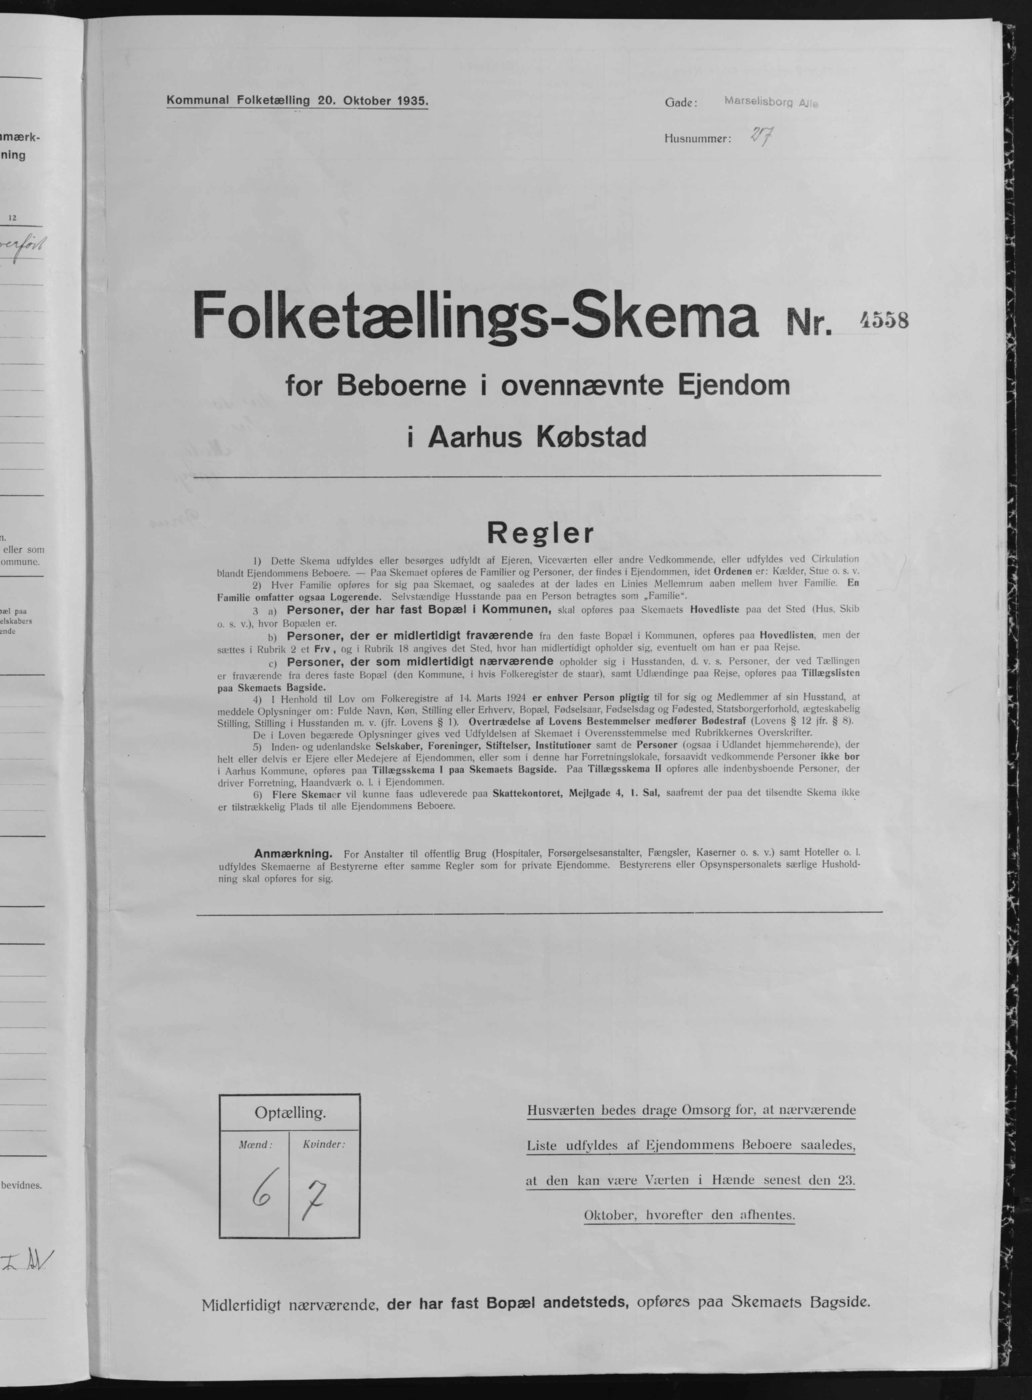 mærk-
ning
12
eller som
ommune.
pæl paa
elskabers
ende
bevidnes.
Kommunal Folketælling 20. Oktober 1935.
Gade: Marselisborg Alle
Husnummer: 27
Folketællings-Skema Nr. 4558
for Beboerne i ovennævnte Ejendom
i Aarhus Købstad
Regler
1) Dette Skema udfyldes eller besørges udfyldt af Ejeren, Viceværten eller andre Vedkommende, eller udfyldes ved Cirkulation
blandt Ejendommens Beboere. — Paa Skemaet opføres de Familier og Personer, der findes i Ejendommen, idet Ordenen er: Kælder, Stue o. s. v.
2) Hver Familie opføres for sig paa Skemaet, og saaledes at der lades en Linies Mellemrum aaben mellem hver Familie. En
Familie omfatter ogsaa Logerende. Selvstændige Husstande paa en Person betragtes som „Familie“.
3 a) Personer, der har fast Bopæl i Kommunen, skal opføres paa Skemaets Hovedliste paa det Sted (Hus, Skib
o. s. v.), hvor Bopælen er.
b) Personer, der er midlertidigt fraværende fra den faste Bopæl i Kommunen, opføres paa Hovedlisten, men der
sættes i Rubrik 2 et Frv., og i Rubrik 18 angives det Sted, hvor han midlertidigt opholder sig, eventuelt om han er paa Rejse.
c) Personer, der som midlertidigt nærværende opholder sig i Husstanden, d. v. s. Personer, der ved Tællingen
er fraværende fra deres faste Bopæl (den Kommune, i hvis Folkeregister de staar), samt Udlændinge paa Rejse, opføres paa Tillægslisten
paa Skemaets Bagside.
4) I Henhold til Lov om Folkeregistre af 14. Marts 1924 er enhver Person pligtig til for sig og Medlemmer af sin Husstand, at
meddele Oplysninger om: Fulde Navn, Køn, Stilling eller Erhverv, Bopæl, Fødselsaar, Fødselsdag og Fødested, Statsborgerforhold, ægteskabelig
Stilling, Stilling i Husstanden m. v. (jfr. Lovens § 1). Overtrædelse af Lovens Bestemmelser medfører Bødestraf (Lovens § 12 jfr. § 8).
De i Loven begærede Oplysninger gives ved Udfyldelsen af Skemaet i Overensstemmelse med Rubrikkernes Overskrifter.
5) Inden- og udenlandske Selskaber, Foreninger, Stiftelser, Institutioner samt de Personer (ogsaa i Udlandet hjemmehørende), der
helt eller delvis er Ejere eller Medejere af Ejendommen, eller som i denne har Forretningslokale, forsaavidt vedkommende Personer ikke bor
i Aarhus Kommune, opføres paa Tillægsskema I paa Skemaets Bagside. Paa Tillægsskema II opføres alle indenbysboende Personer, der
driver Forretning, Haandværk o. l. i Ejendommen.
6) Flere Skemaer vil kunne faas udleverede paa Skattekontoret, Mejlgade 4, 1. Sal, saafremt der paa det tilsendte Skema ikke
er tilstrækkelig Plads til alle Ejendommens Beboere.
Anmærkning. For Anstalter til offentlig Brug (Hospitaler, Forsørgelsesanstalter, Fængsler, Kaserner o. s. v.) samt Hoteller o. l.
udfyldes Skemaerne af Bestyrerne efter samme Regler som for private Ejendomme. Bestyrerens eller Opsynspersonalets særlige Hushold-
ning skal opføres for sig.
Optælling.
Mænd: Kvinder:
6 7
Husværten bedes drage Omsorg for, at nærværende
Liste udfyldes af Ejendommens Beboere saaledes,
at den kan være Værten i Hænde senest den 23.
Oktober, hvorefter den afhentes.
Midlertidigt nærværende, der har fast Bopæl andetsteds, opføres paa Skemaets Bagside.